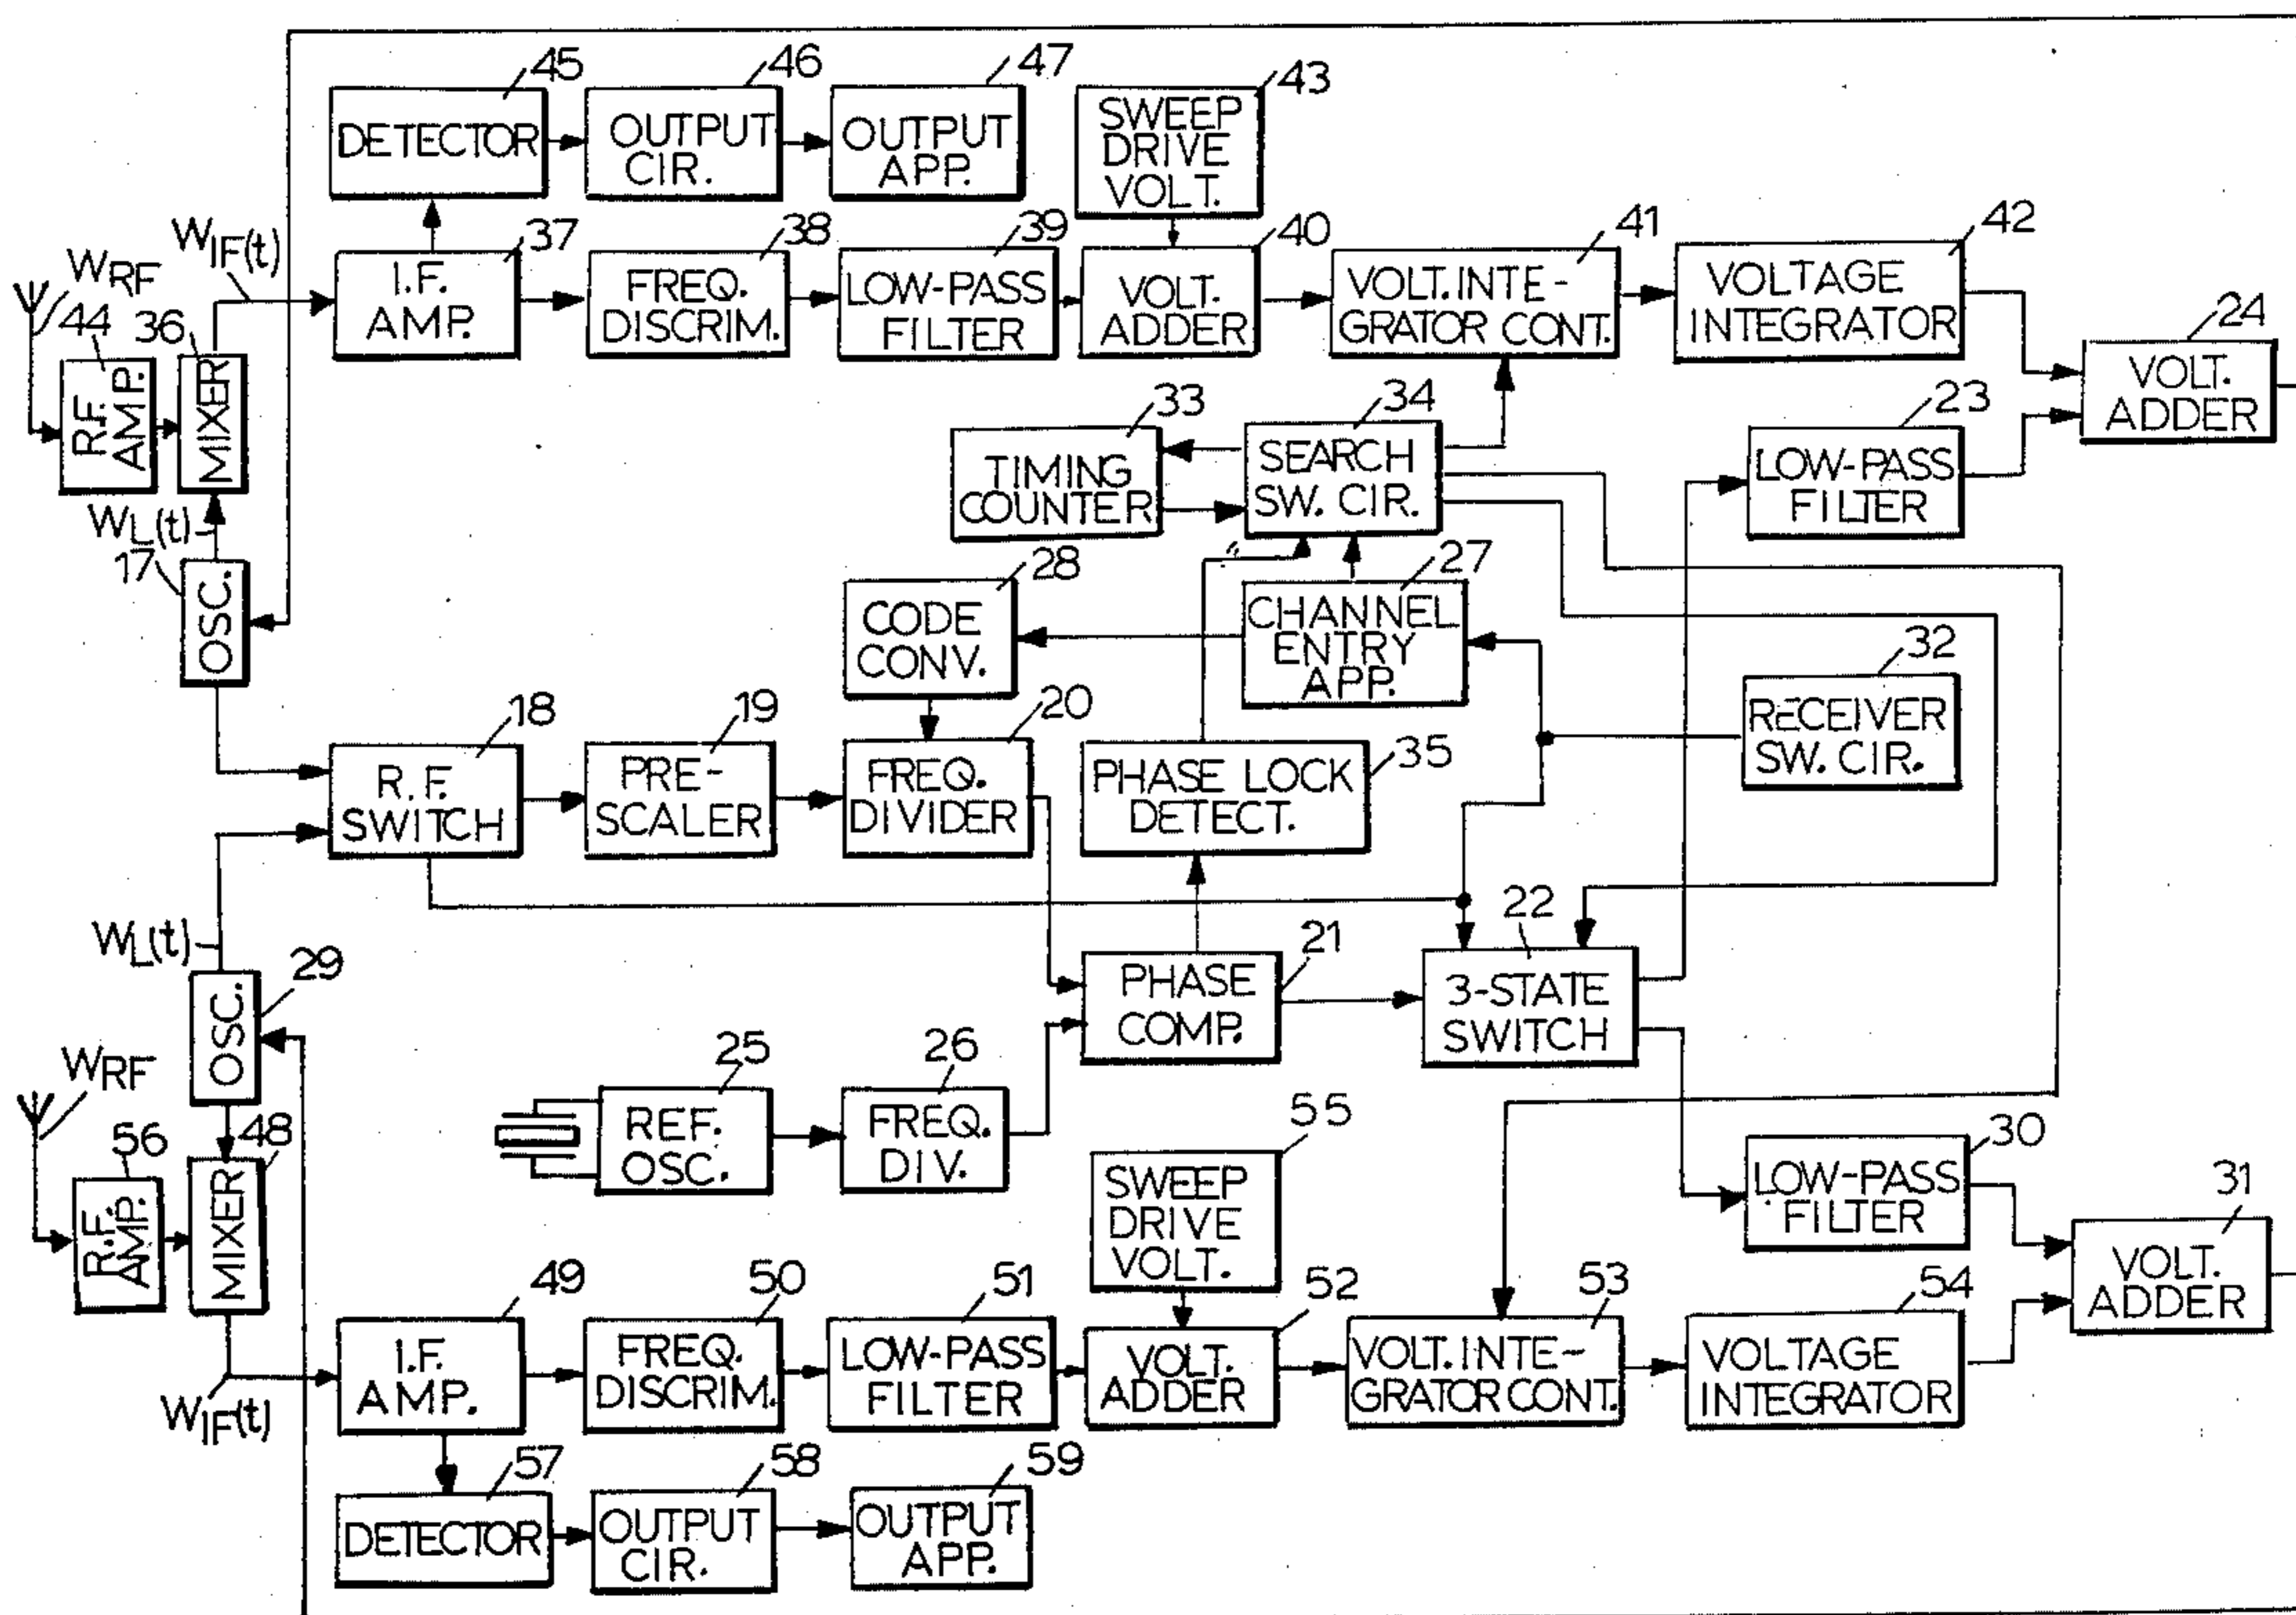 45
46
47
43
DETECTOR
OUTPUT
CIR.
OUTPUT
APP.
SWEEP
DRIVE
VOLT.
WIF(t)
WRF
37
38
39
40
41
42
I.F.
AMP.
FREQ.
DISCRIM.
LOW-PASS
FILTER
VOLT.
ADDER
VOLT.INTE-
GRATOR CONT.
VOLTAGE
INTEGRATOR
24
VOLT.
ADDER
44
R.F.
AMP.
36
MIXER
33
TIMING
COUNTER
34
SEARCH
SW. CIR.
23
LOW-PASS
FILTER
WL(t)
17
OSC.
28
CODE
CONV.
27
CHANNEL
ENTRY
APP.
32
RECEIVER
SW. CIR.
18
R.F.
SWITCH
19
PRE-
SCALER
20
FREQ.
DIVIDER
35
PHASE LOCK
DETECT.
WL(t)
29
OSC.
21
PHASE
COMP.
22
3-STATE
SWITCH
WRF
25
REF.
OSC.
26
FREQ.
DIV.
55
SWEEP
DRIVE
VOLT.
30
LOW-PASS
FILTER
56
R.F.
AMP.
48
MIXER
31
VOLT.
ADDER
49
50
51
52
53
54
I.F.
AMP.
FREQ.
DISCRIM.
LOW-PASS
FILTER
VOLT.
ADDER
VOLT.INTE-
GRATOR CONT.
VOLTAGE
INTEGRATOR
WIF(t)
57
58
59
DETECTOR
OUTPUT
CIR.
OUTPUT
APP.